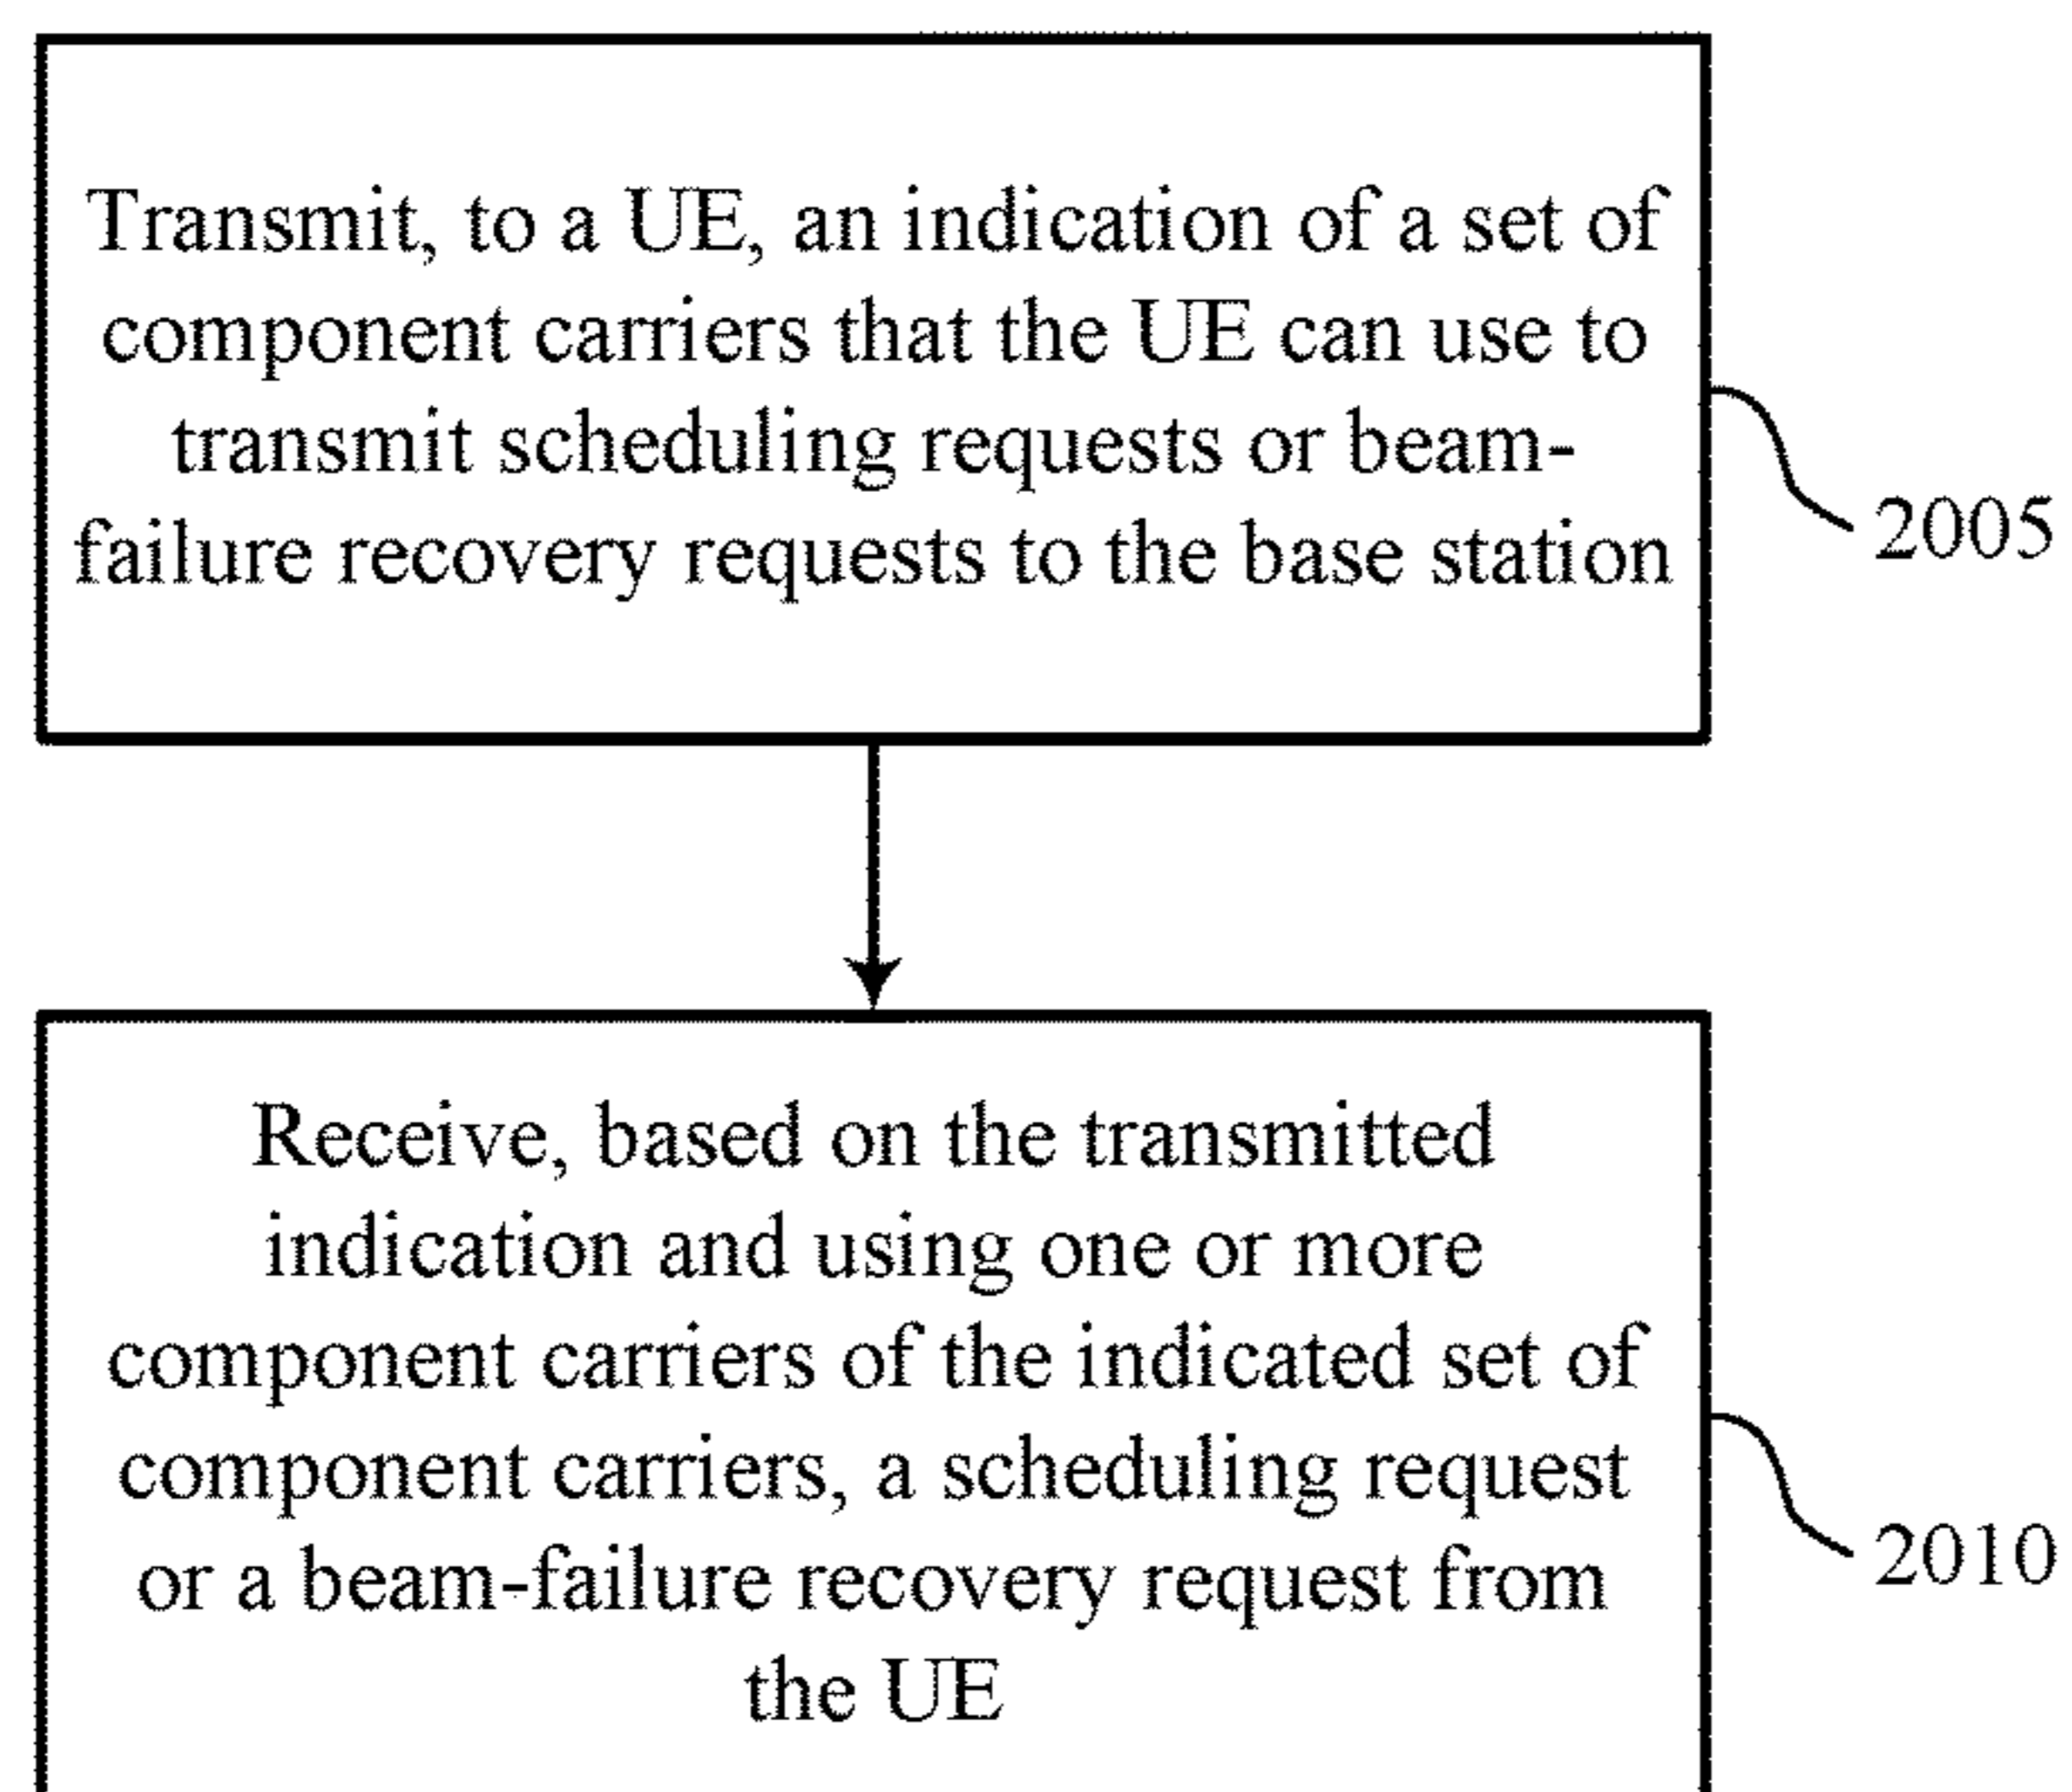 Transmit, to a UE, an indication of a set of
component carriers that the UE can use to
transmit scheduling requests or beam-
failure recovery requests to the base station
2005
Receive, based on the transmitted
indication and using one or more
component carriers of the indicated set of
component carriers, a scheduling request
or a beam-failure recovery request from
the UE
2010